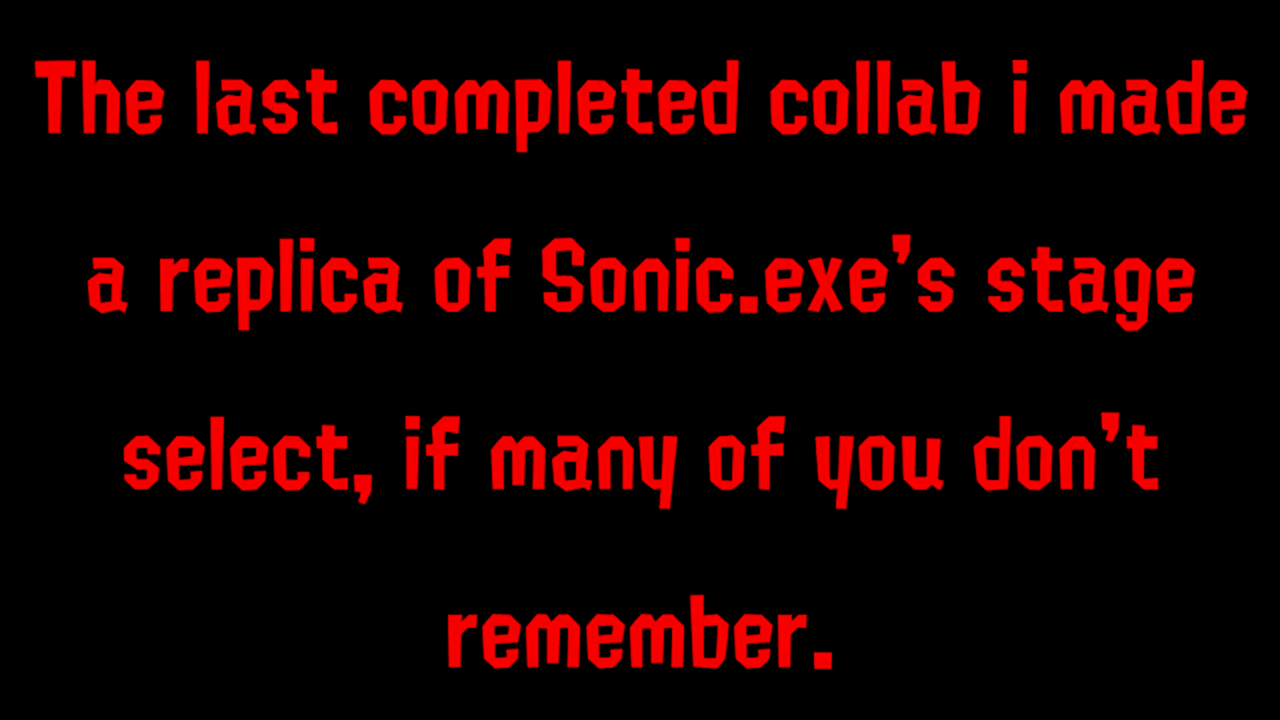 The last completed collab i made
a replica of Sonic.exe's stage
select, if many of you don't
remember.